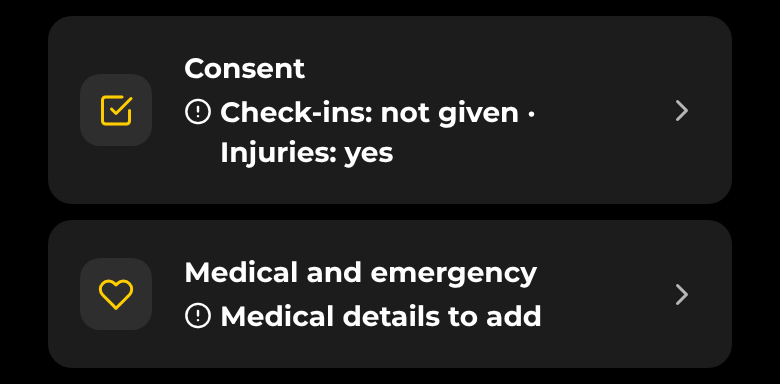 Consent
Check-ins: not given ·
Injuries: yes
Medical and emergency
Medical details to add